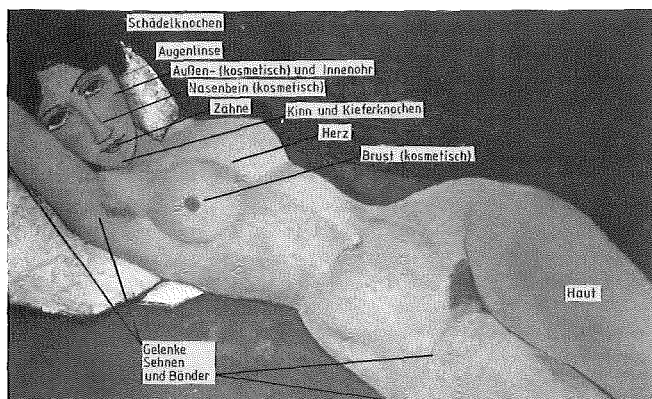 Schädelknochen
Augenlinse
Außen-(kosmetisch) und Innenohr
Nasenbein (kosmetisch)
Zähne
Kinn und Kieferknochen
Herz
Brust (kosmetisch)
Haut
Gelenke
Sehnen
und Bänder